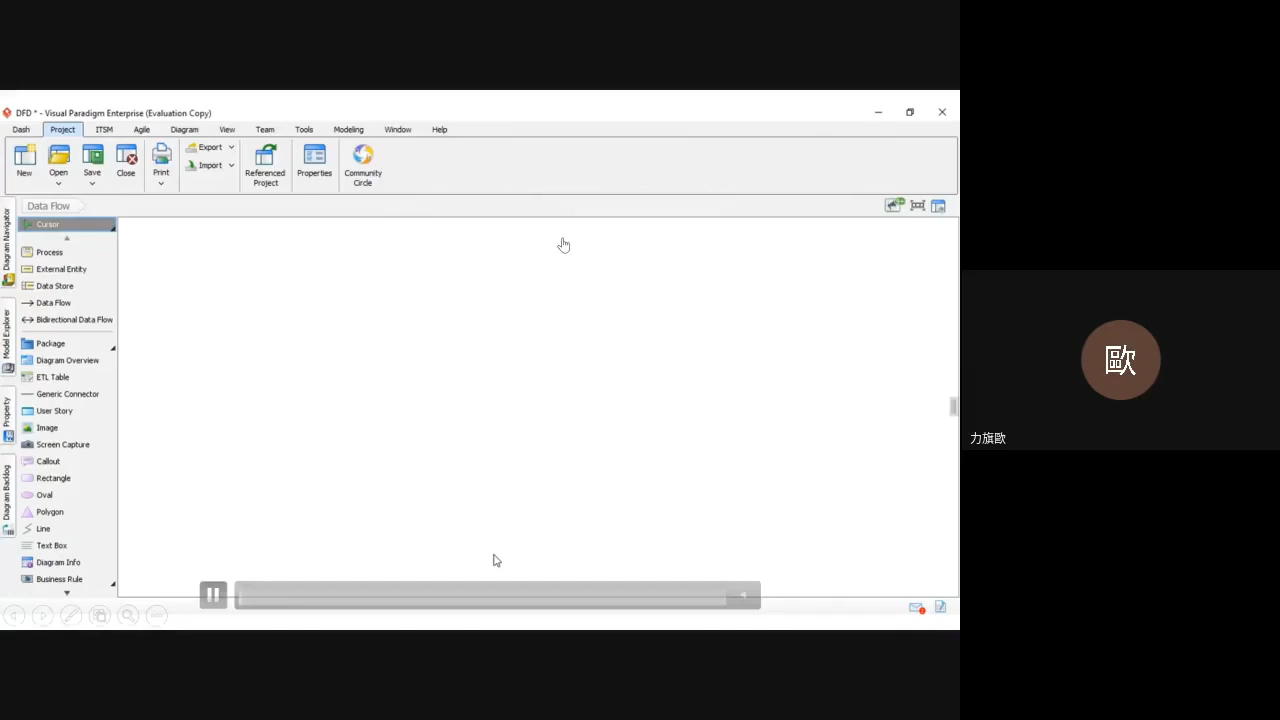 DFD * - Visual Paradigm Enterprise (Evaluation Copy)
Dash Project ITSM Agile Diagram View Team Tools Modeling Window Help
New Open Save Close Print Export Import Referenced Project Properties Community Circle
Data Flow
Diagram Navigator
Model Explorer
Property
Diagram Backlog
Cursor
Process
External Entity
Data Store
Data Flow
Bidirectional Data Flow
Package
Diagram Overview
ETL Table
Generic Connector
User Story
Image
Screen Capture
Callout
Rectangle
Oval
Polygon
Line
Text Box
Diagram Info
Business Rule
歐
力旗歐